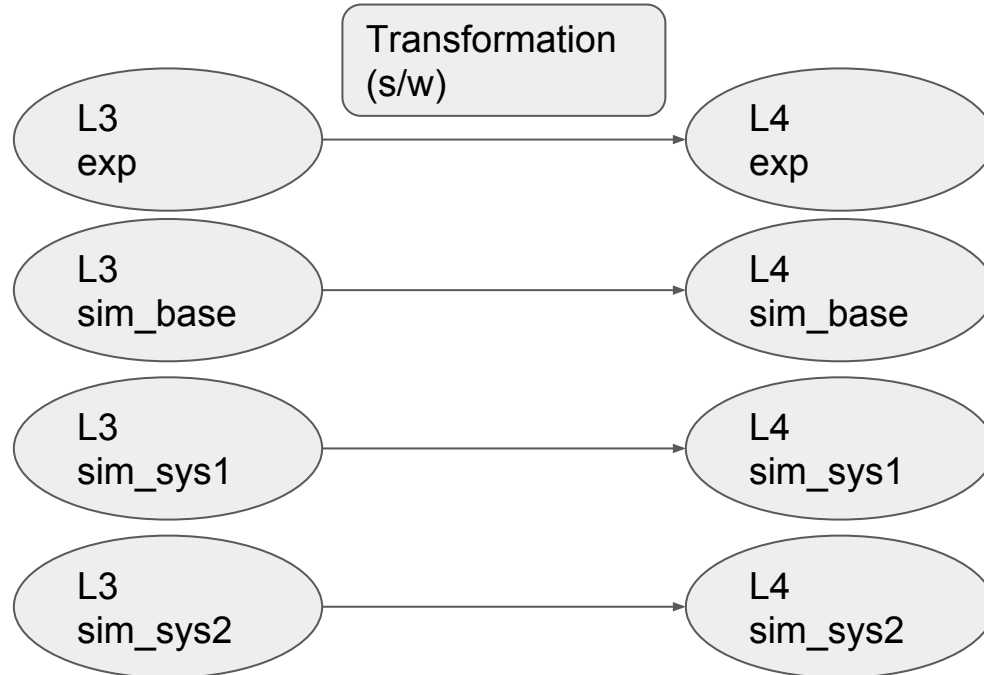 Transformation
(s/w)
L3
exp
L4
exp
L3
sim_base
L4
sim_base
L3
sim_sys1
L4
sim_sys1
L3
sim_sys2
L4
sim_sys2